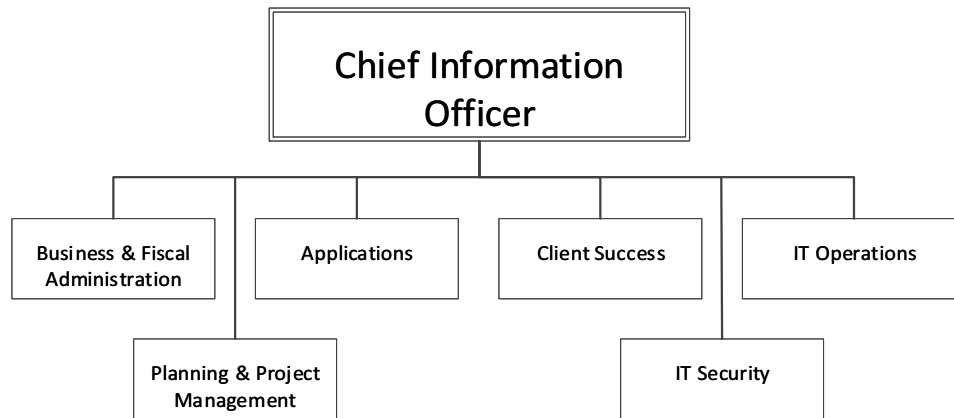 Chief Information
Officer
Business & Fiscal
Administration
Applications
Client Success
IT Operations
Planning & Project
Management
IT Security